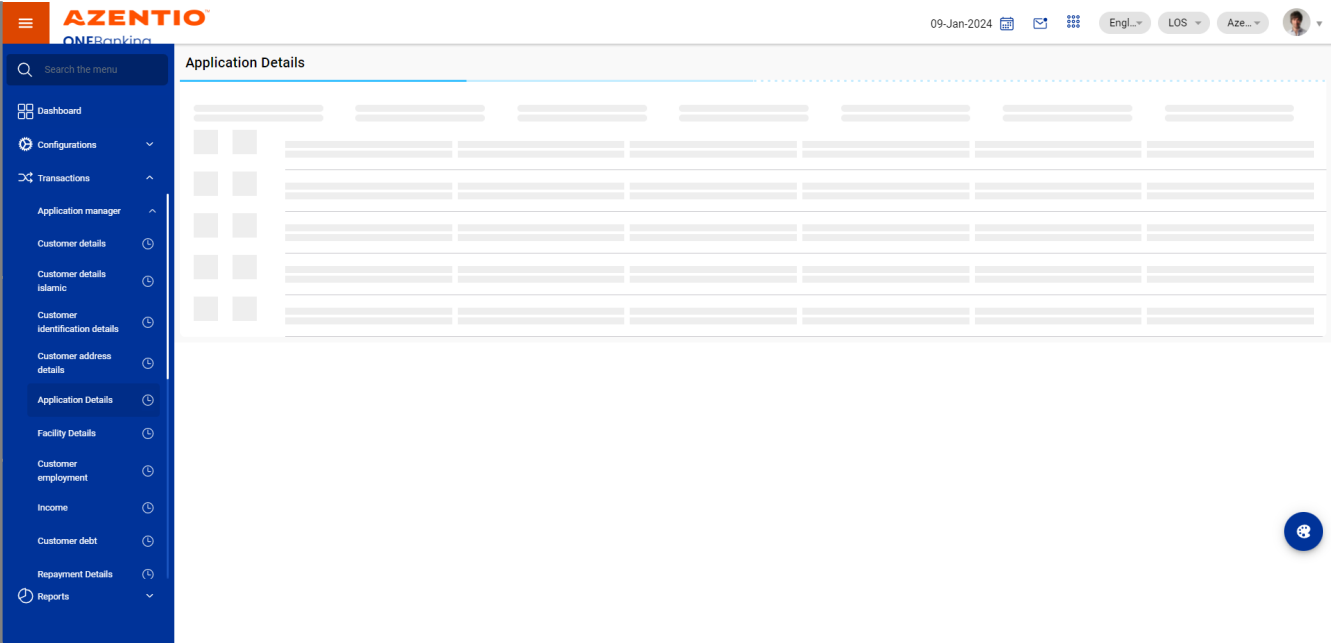 AZENTIO™
ONEBanking
09-Jan-2024
Engl...
LOS
Aze...
Search the menu
Application Details
Dashboard
Configurations
Transactions
Application manager
Customer details
Customer details
islamic
Customer
identification details
Customer address
details
Application Details
Facility Details
Customer
employment
Income
Customer debt
Repayment Details
Reports